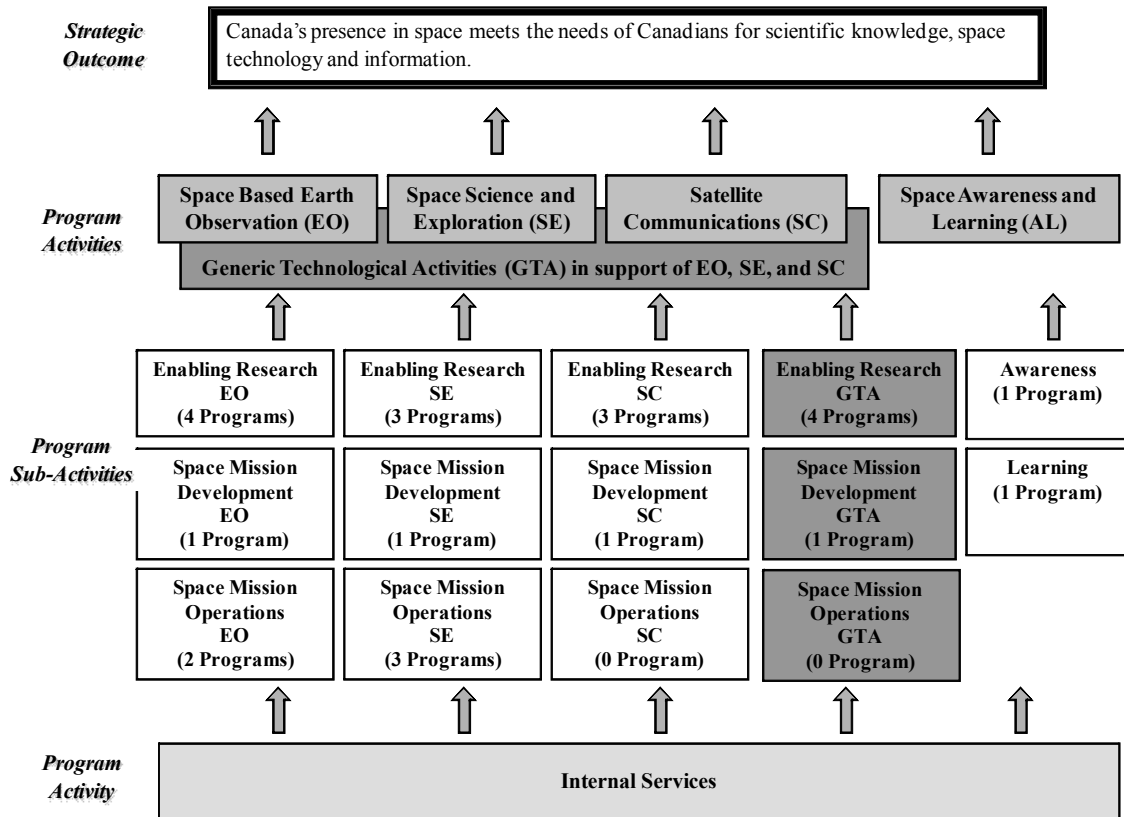 Strategic
Outcome
Canada’s presence in space meets the needs of Canadians for scientific knowledge, space
technology and information.
Program
Activities
Space Based Earth
Observation (EO)
Space Science and
Exploration (SE)
Satellite
Communications (SC)
Space Awareness and
Learning (AL)
Generic Technological Activities (GTA) in support of EO, SE, and SC
Program
Sub-Activities
Enabling Research
EO
(4 Programs)
Enabling Research
SE
(3 Programs)
Enabling Research
SC
(3 Programs)
Enabling Research
GTA
(4 Programs)
Awareness
(1 Program)
Space Mission
Development
EO
(1 Program)
Space Mission
Development
SE
(1 Program)
Space Mission
Development
SC
(1 Program)
Space Mission
Development
GTA
(1 Program)
Learning
(1 Program)
Space Mission
Operations
EO
(2 Programs)
Space Mission
Operations
SE
(3 Programs)
Space Mission
Operations
SC
(0 Program)
Space Mission
Operations
GTA
(0 Program)
Program
Activity
Internal Services